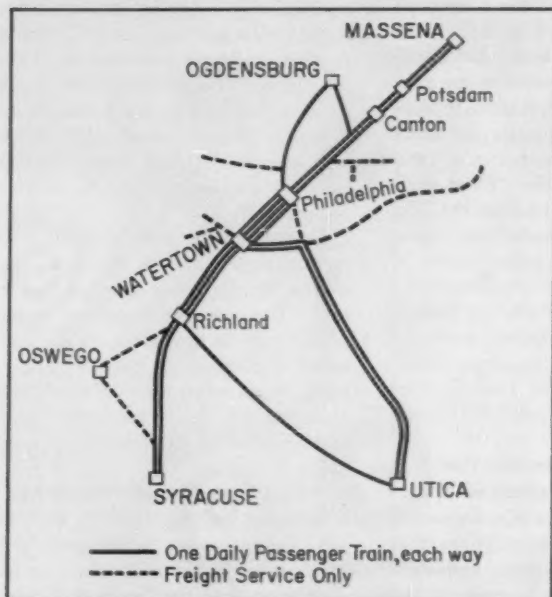 MASSENA
OGDENSBURG
Potsdam
Canton
Philadelphia
WATERTOWN
Richland
OSWEGO
SYRACUSE
UTICA
One Daily Passenger Train, each way
Freight Service Only